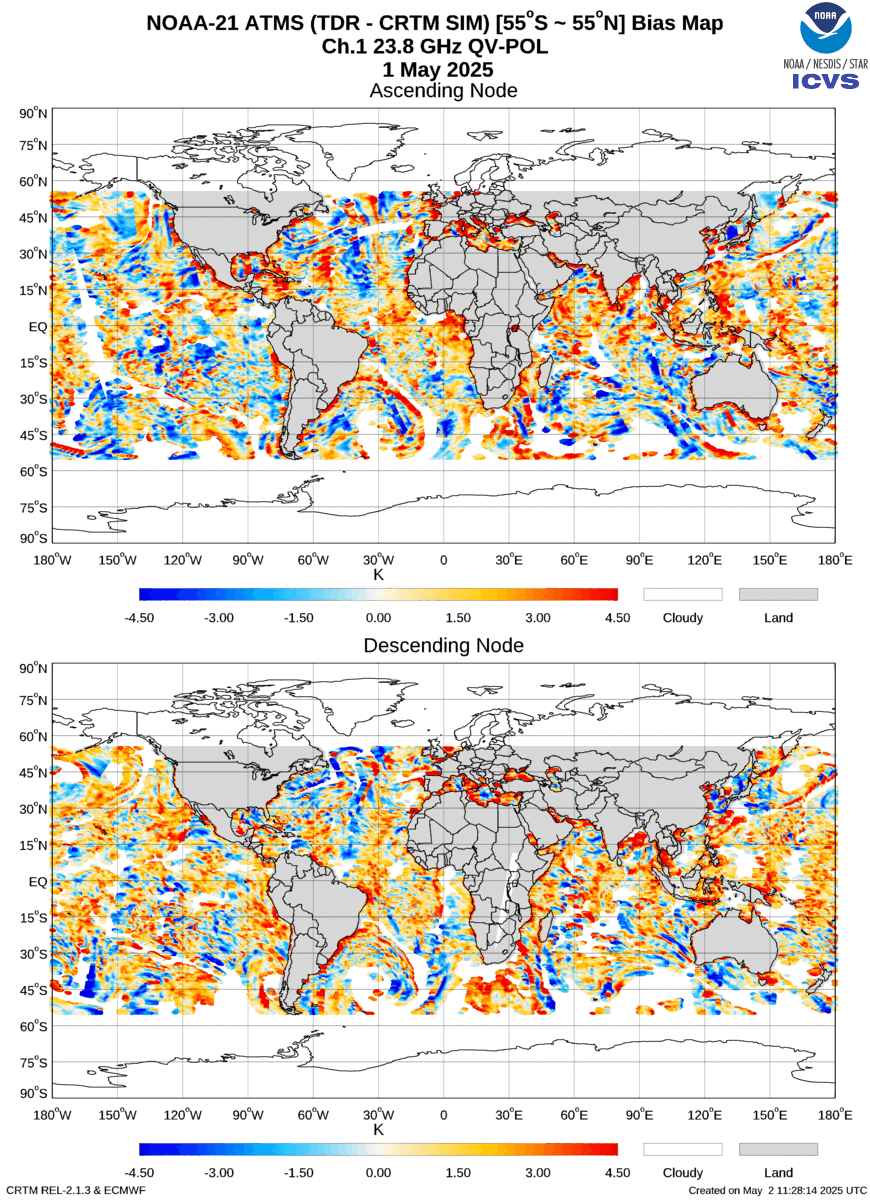 NOAA-21 ATMS (TDR - CRTM SIM) [55°S ~ 55°N] Bias Map
Ch.1 23.8 GHz QV-POL
1 May 2025
NOAA
NOAA / NESDIS / STAR
ICVS
Ascending Node
90°N
75°N
60°N
45°N
30°N
15°N
EQ
15°S
30°S
45°S
60°S
75°S
90°S
180°W 150°W 120°W 90°W 60°W 30°W 0 30°E 60°E 90°E 120°E 150°E 180°E
K
-4.50 -3.00 -1.50 0.00 1.50 3.00 4.50 Cloudy Land
Descending Node
90°N
75°N
60°N
45°N
30°N
15°N
EQ
15°S
30°S
45°S
60°S
75°S
90°S
180°W 150°W 120°W 90°W 60°W 30°W 0 30°E 60°E 90°E 120°E 150°E 180°E
K
-4.50 -3.00 -1.50 0.00 1.50 3.00 4.50 Cloudy Land
CRTM REL-2.1.3 & ECMWF Created on May 2 11:28:14 2025 UTC